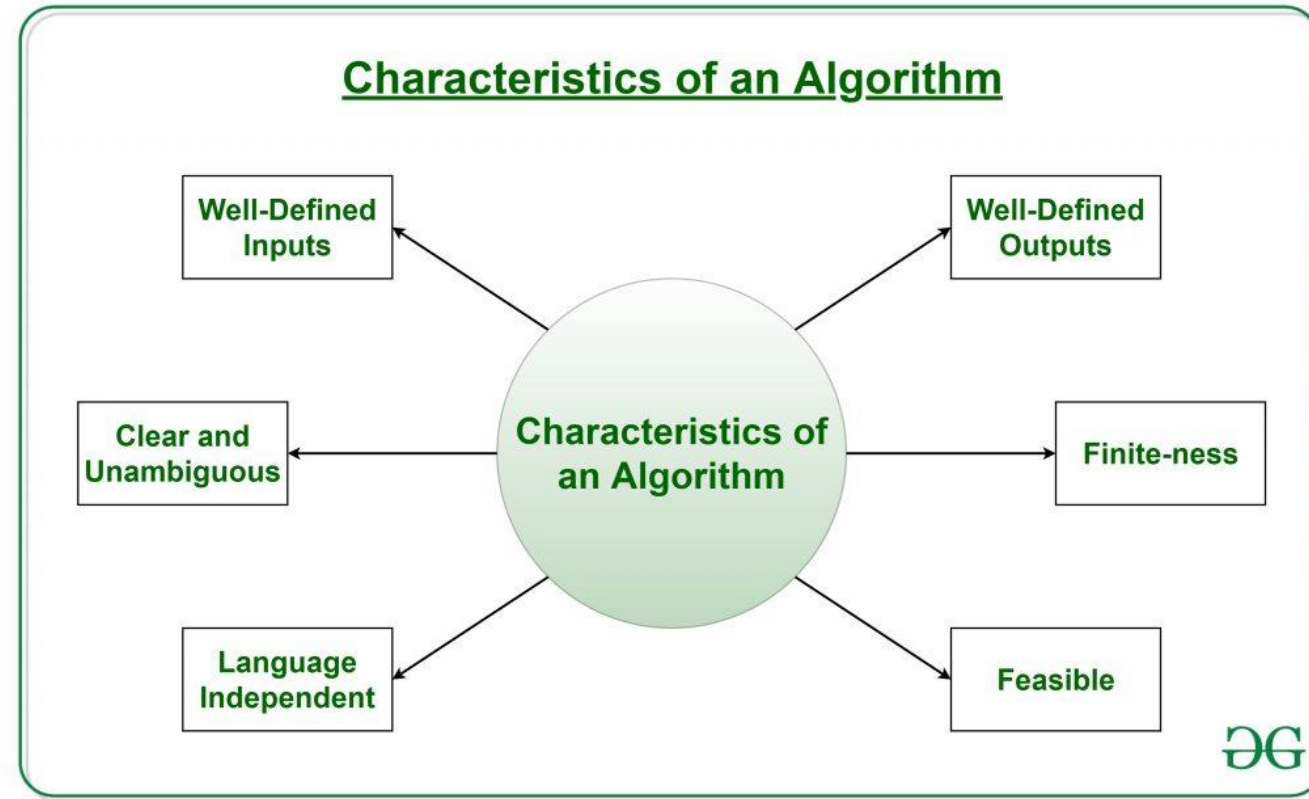 Characteristics of an Algorithm
Well-Defined
Inputs
Well-Defined
Outputs
Clear and
Unambiguous
Characteristics of
an Algorithm
Finite-ness
Language
Independent
Feasible
GG